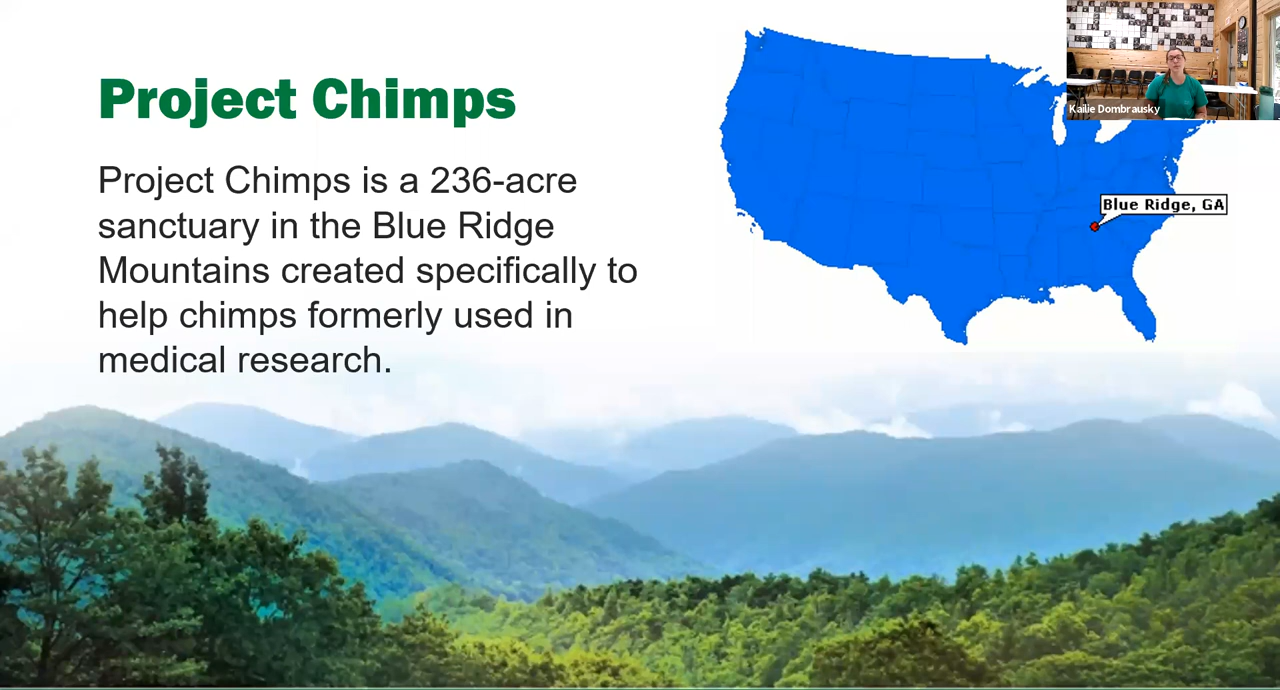 Project Chimps
Project Chimps is a 236-acre
sanctuary in the Blue Ridge
Mountains created specifically to
help chimps formerly used in
medical research.
Blue Ridge, GA
Kailie Dombrausky